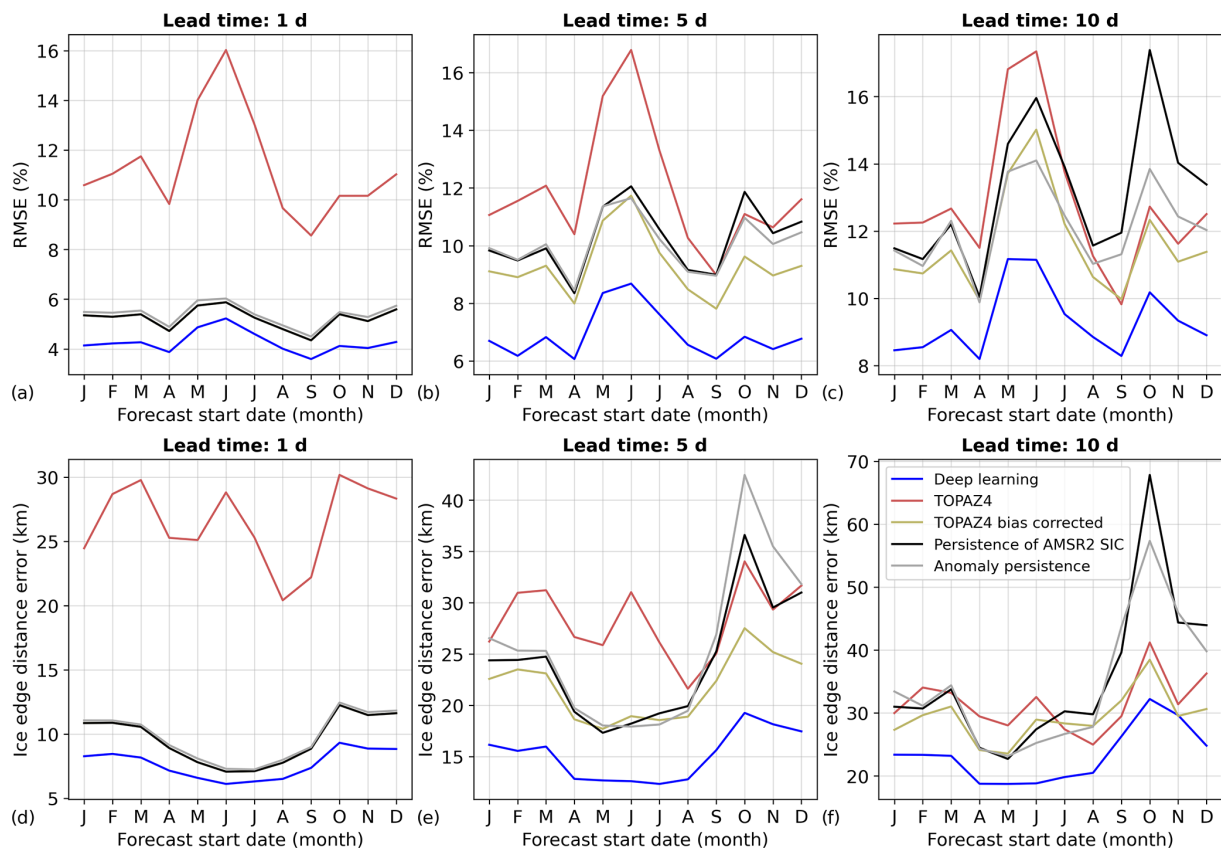 Lead time: 1 d
RMSE (%)
16
14
12
10
8
6
4
J F M A M J J A S O N D
(a)
Forecast start date (month)
Lead time: 5 d
RMSE (%)
16
14
12
10
8
6
J F M A M J J A S O N D
(b)
Forecast start date (month)
Lead time: 10 d
RMSE (%)
16
14
12
10
8
J F M A M J J A S O N D
(c)
Forecast start date (month)
Lead time: 1 d
Ice edge distance error (km)
30
25
20
15
10
5
J F M A M J J A S O N D
(d)
Forecast start date (month)
Lead time: 5 d
Ice edge distance error (km)
40
35
30
25
20
15
J F M A M J J A S O N D
(e)
Forecast start date (month)
Lead time: 10 d
Ice edge distance error (km)
70
60
50
40
30
20
Deep learning
TOPAZ4
TOPAZ4 bias corrected
Persistence of AMSR2 SIC
Anomaly persistence
J F M A M J J A S O N D
(f)
Forecast start date (month)